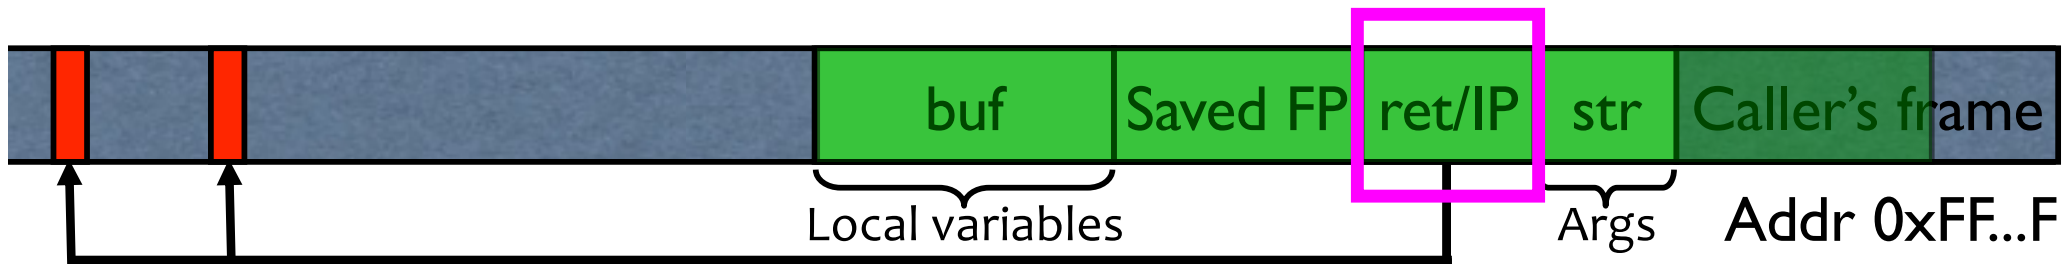 buf Saved FP ret/IP str Caller's frame
Local variables Args Addr 0xFF...F